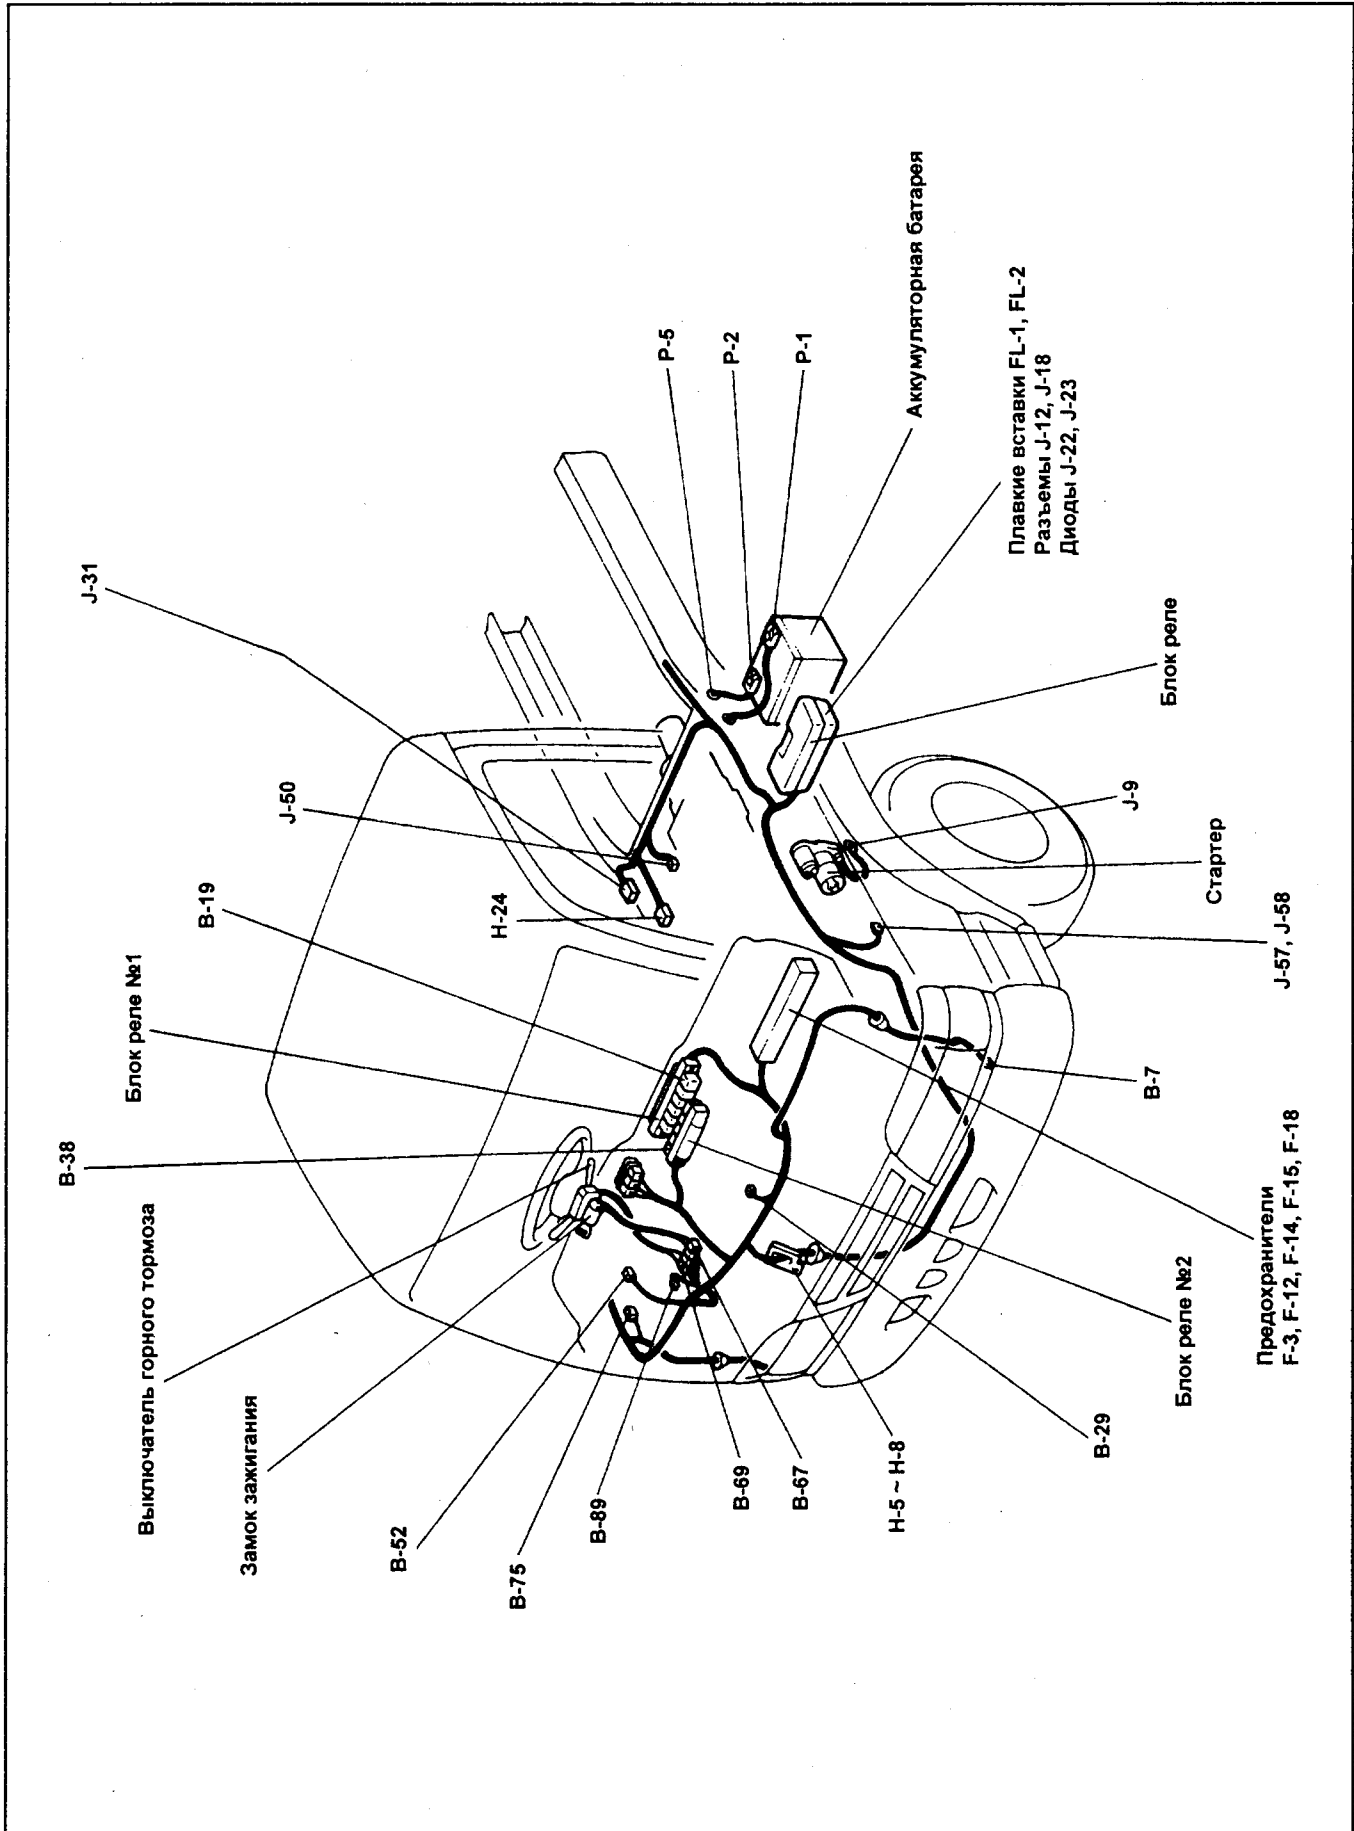 Выключатель горного тормоза
Замок зажигания
B-38
Блок реле №1
B-19
J-31
H-24
J-50
B-52
B-75
B-89
B-69
B-67
H-5 ~ H-8
B-29
Блок реле №2
Предохранители
F-3, F-12, F-14, F-15, F-18
B-7
J-57, J-58
Стартер
J-9
Блок реле
Плавкие вставки FL-1, FL-2
Разъемы J-12, J-18
Диоды J-22, J-23
Аккумуляторная батарея
P-5
P-2
P-1